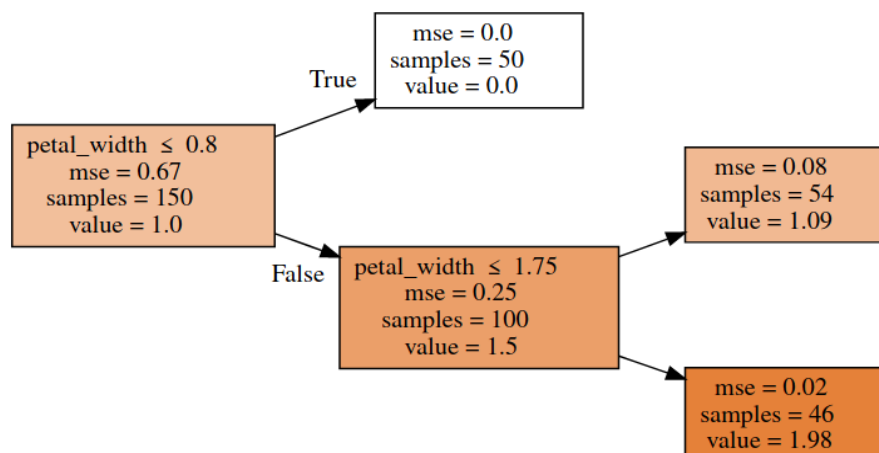 mse = 0.0
samples = 50
value = 0.0
True
petal_width ≤ 0.8
mse = 0.67
samples = 150
value = 1.0
False
petal_width ≤ 1.75
mse = 0.25
samples = 100
value = 1.5
mse = 0.08
samples = 54
value = 1.09
mse = 0.02
samples = 46
value = 1.98